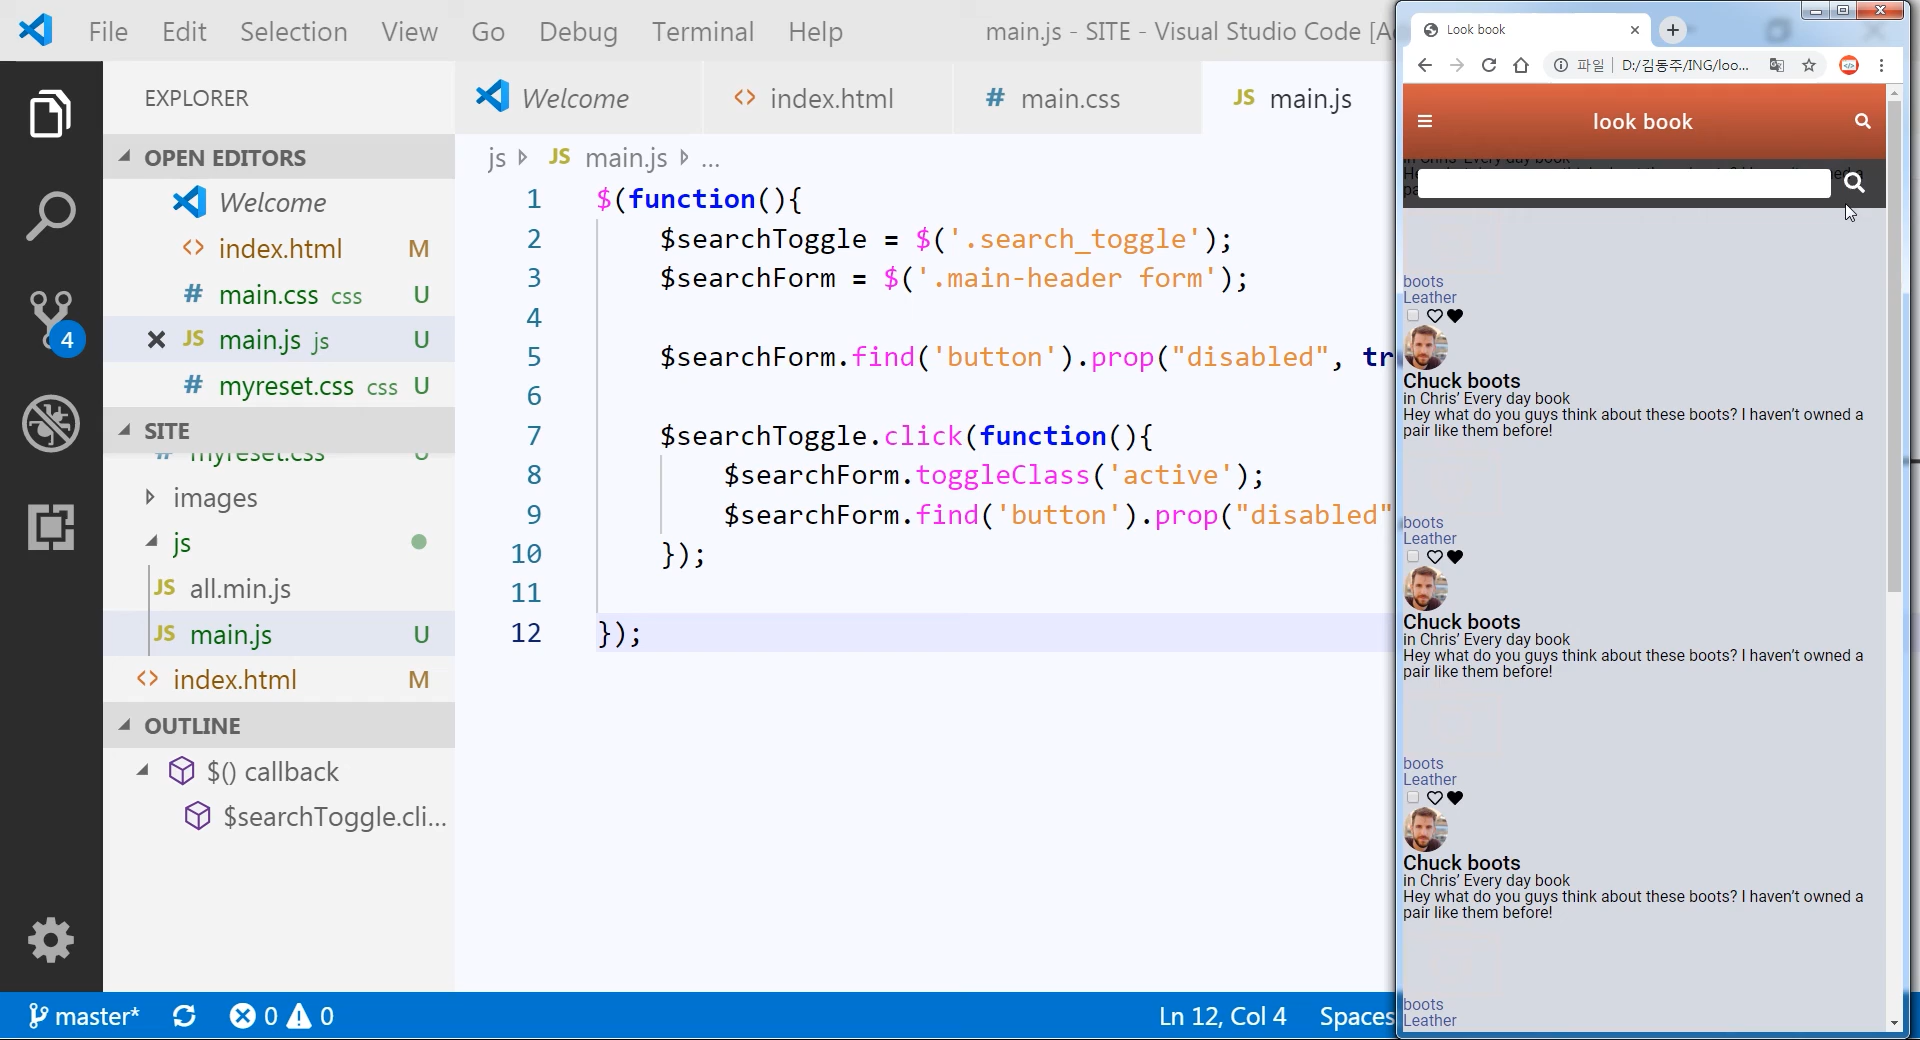 File Edit Selection View Go Debug Terminal Help
main.js - SITE - Visual Studio Code
EXPLORER
OPEN EDITORS
Welcome
index.html M
main.css css U
main.js js U
myreset.css css U
SITE
myreset.css U
images
js
all.min.js
main.js U
index.html M
OUTLINE
$() callback
$searchToggle.cli...
Welcome index.html main.css JS main.js
js JS main.js ...
1 $(function(){
2 $searchToggle = $('.search_toggle');
3 $searchForm = $('.main-header form');
4
5 $searchForm.find('button').prop("disabled", tr
6
7 $searchToggle.click(function(){
8 $searchForm.toggleClass('active');
9 $searchForm.find('button').prop("disabled"
10 });
11
12 });
4
master* 0 0
Ln 12, Col 4 Spaces
Look book
파일 D:/김동주/ING/loo...
look book
in Chris' Every day book
boots
Leather
Chuck boots
in Chris’ Every day book
Hey what do you guys think about these boots? I haven’t owned a
pair like them before!
boots
Leather
Chuck boots
in Chris’ Every day book
Hey what do you guys think about these boots? I haven’t owned a
pair like them before!
boots
Leather
Chuck boots
in Chris’ Every day book
Hey what do you guys think about these boots? I haven’t owned a
pair like them before!
boots
Leather